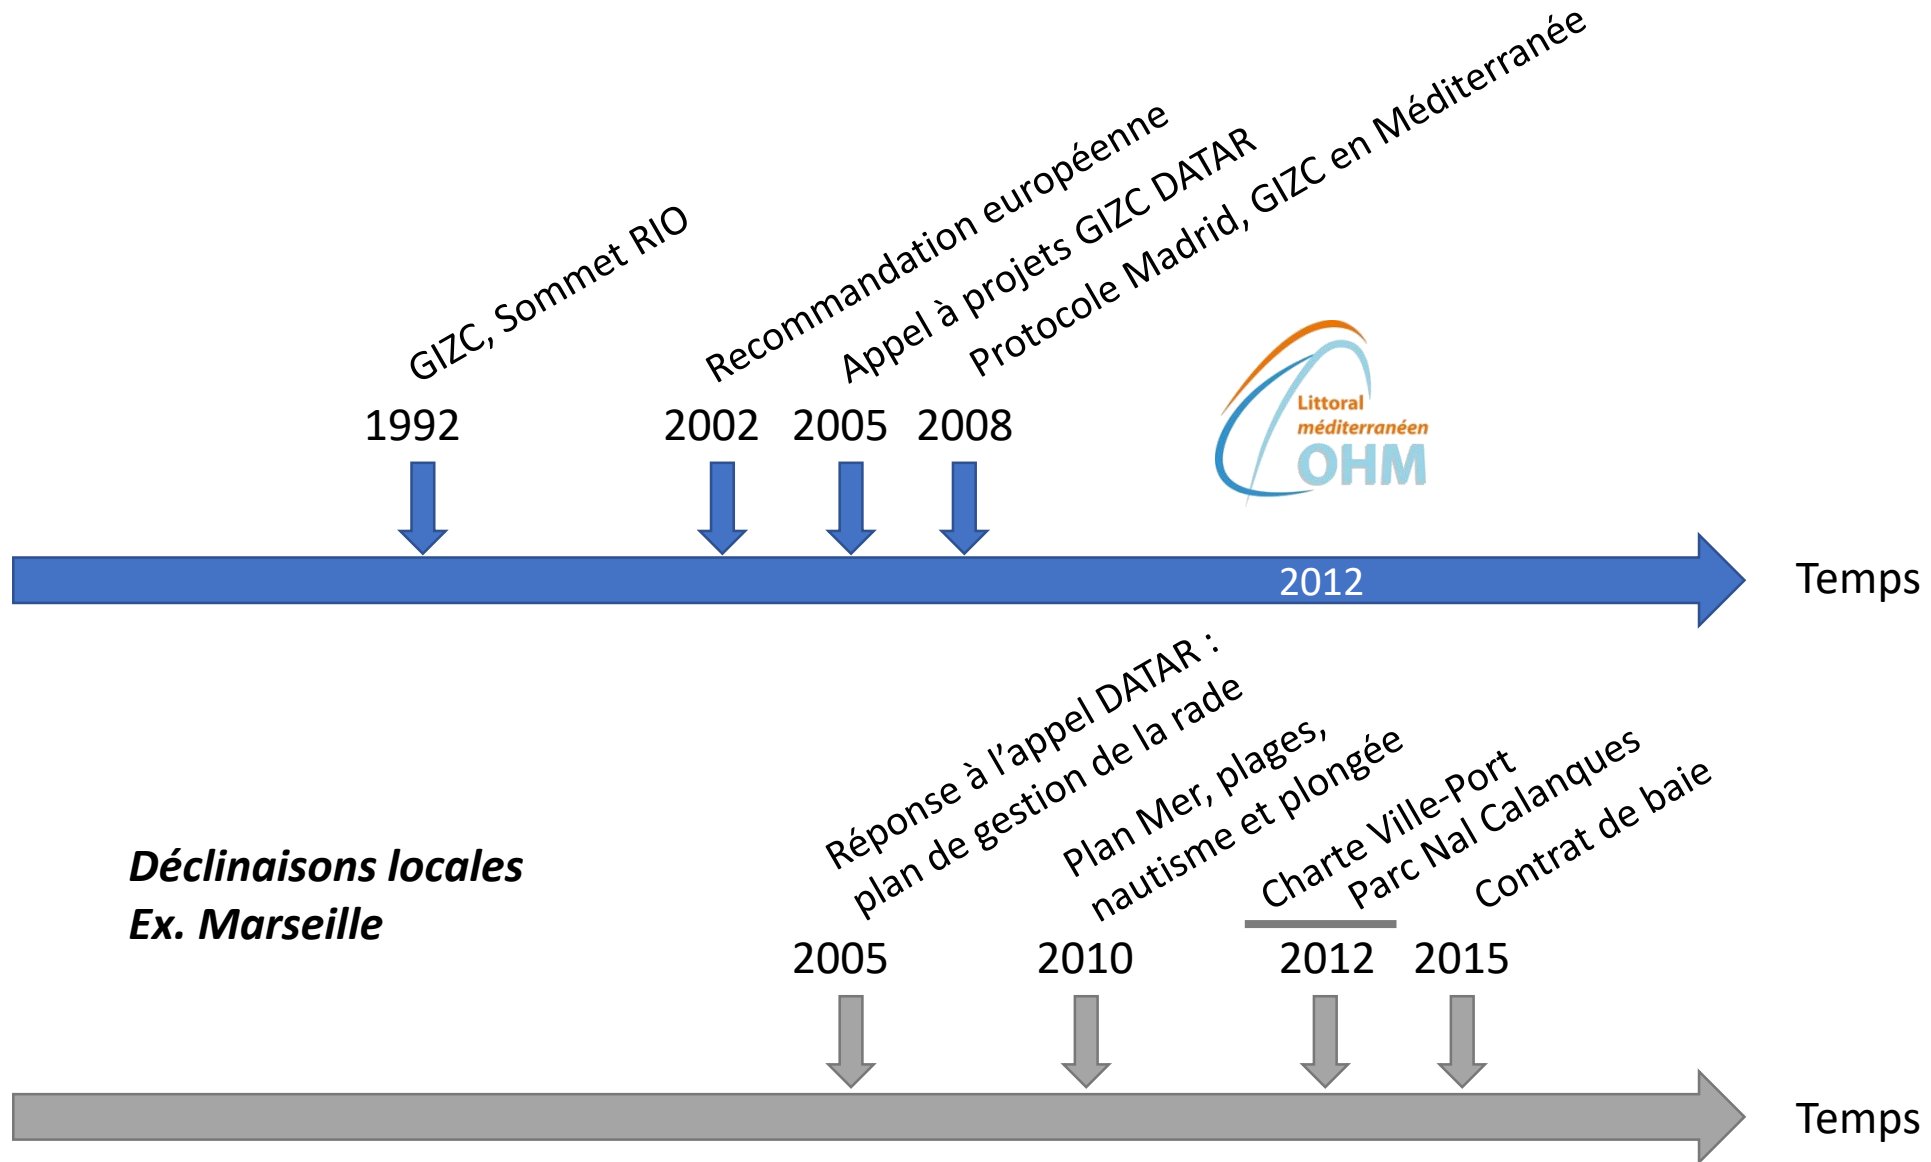 GIZC, Sommet RIO
Recommandation européenne
Appel à projets GIZC DATAR
Protocole Madrid, GIZC en Méditerranée
1992
2002
2005
2008
Littoral
méditerranéen
OHM
2012
Temps
Déclinaisons locales
Ex. Marseille
Réponse à l’appel DATAR :
plan de gestion de la rade
Plan Mer, plages,
nautisme et plongée
Charte Ville-Port
Parc Nal Calanques
Contrat de baie
2005
2010
2012
2015
Temps